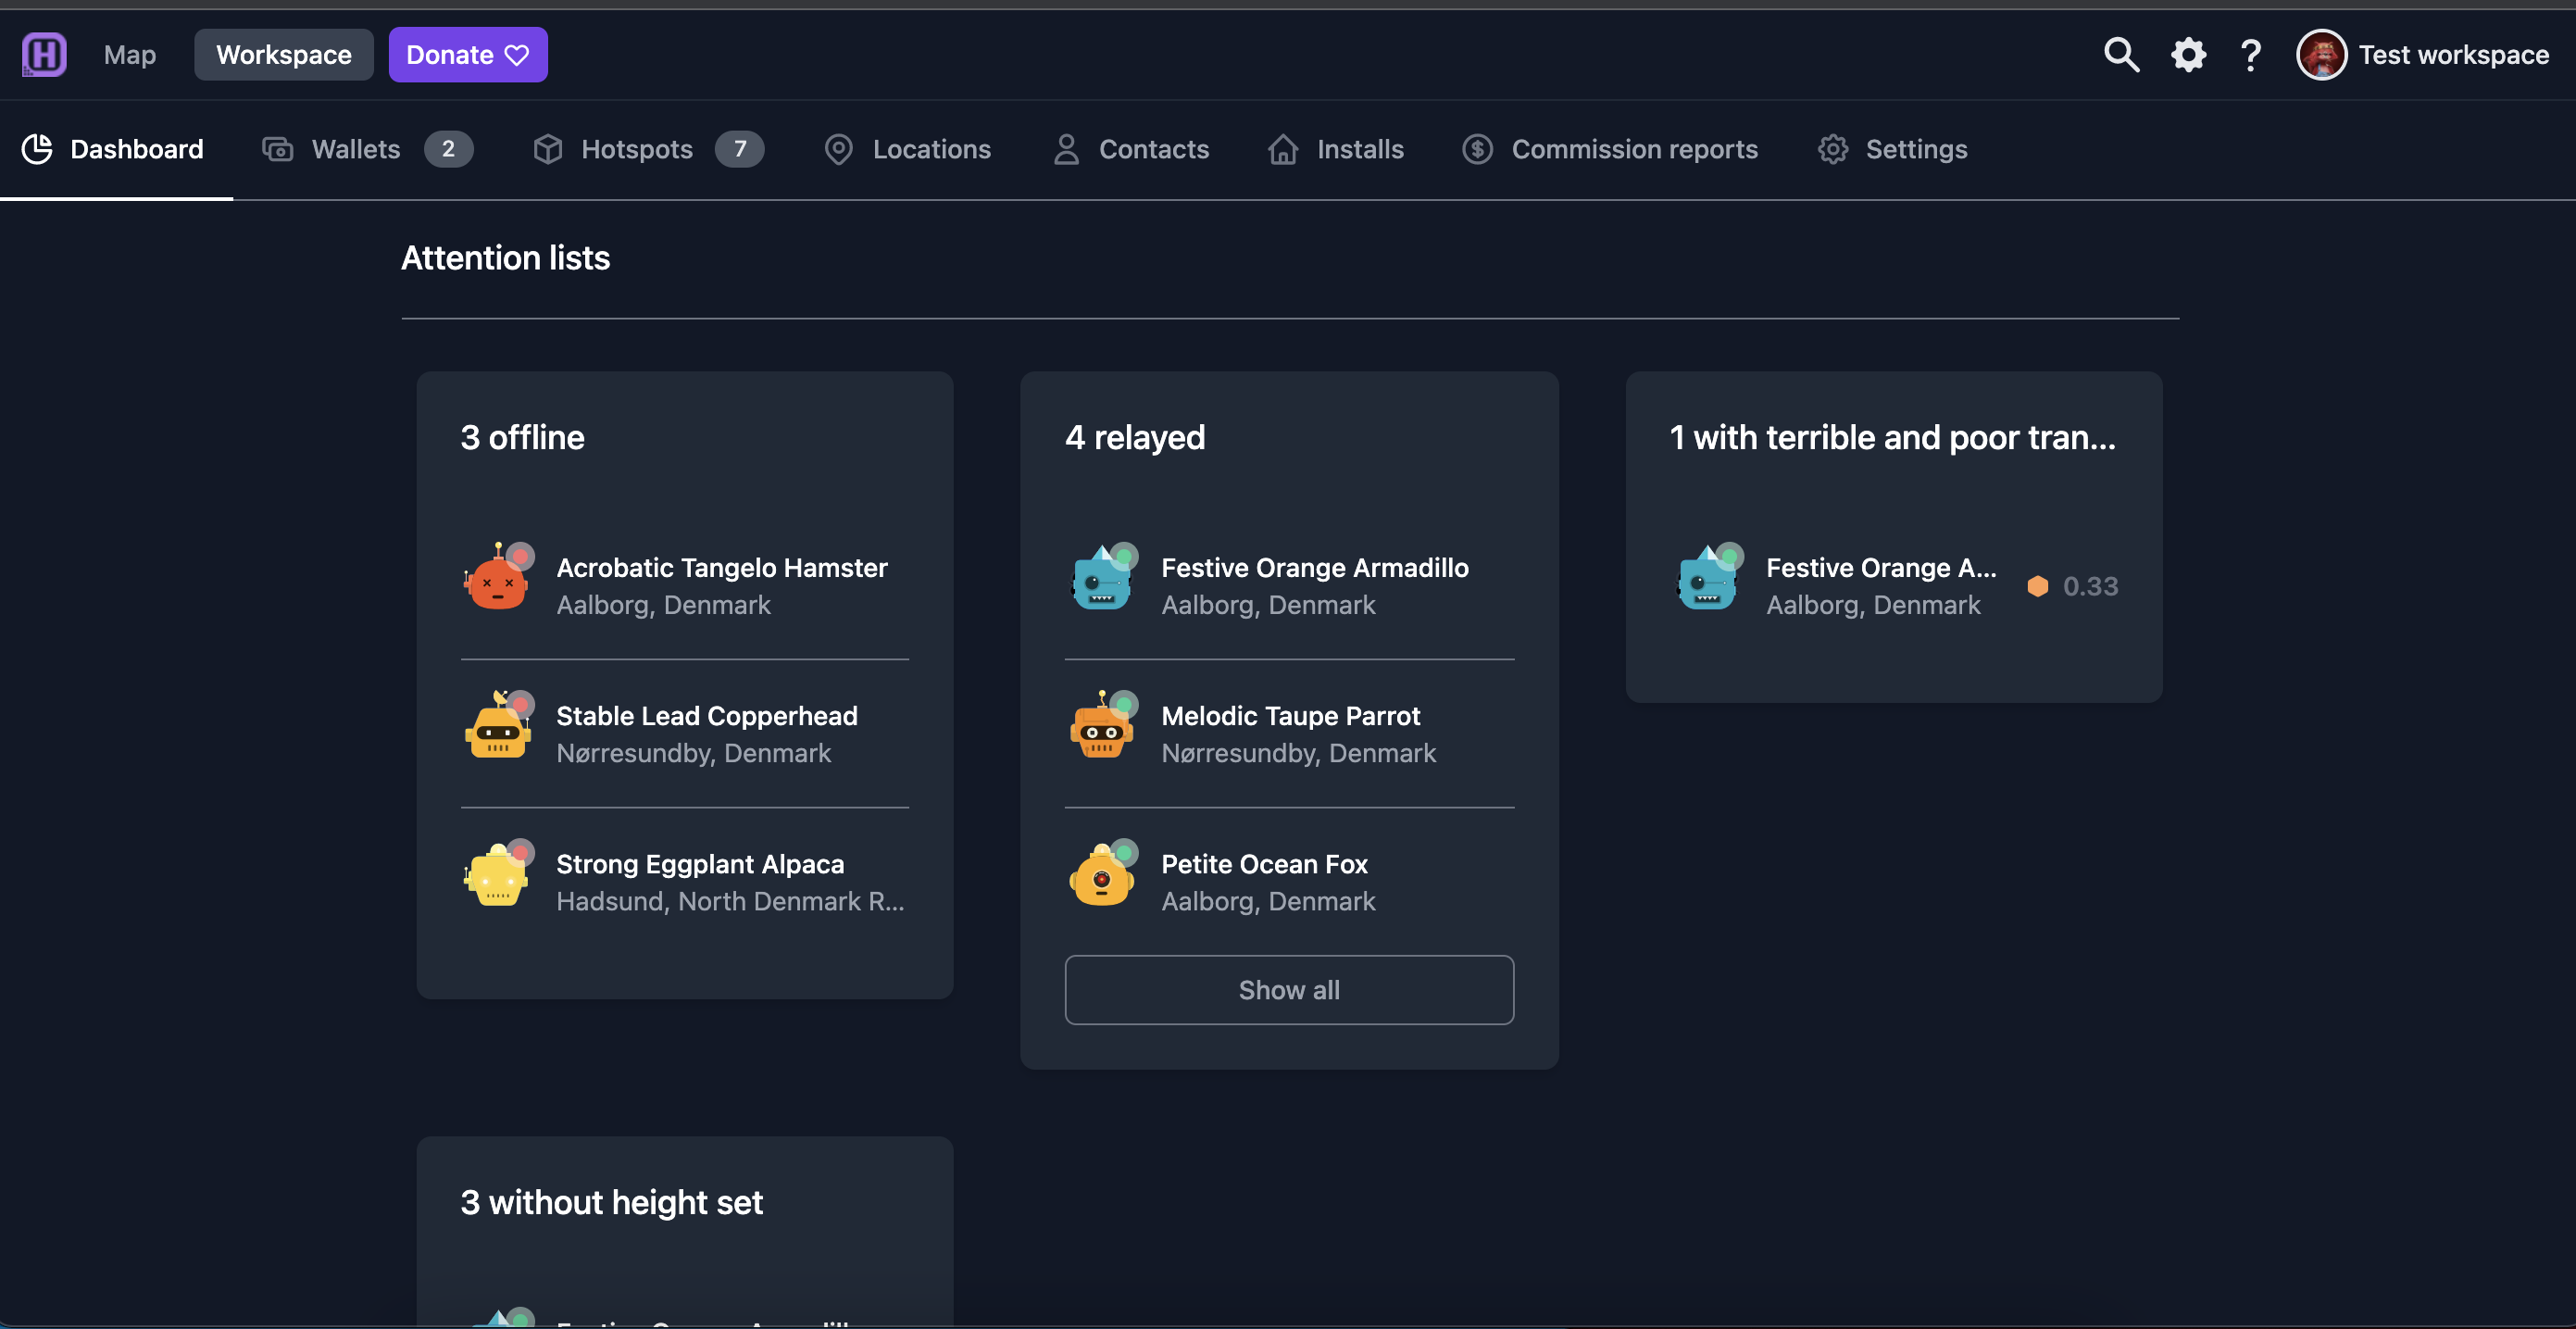 H Map Workspace Donate Test workspace
Dashboard Wallets 2 Hotspots 7 Locations Contacts Installs Commission reports Settings
Attention lists
3 offline
Acrobatic Tangelo Hamster
Aalborg, Denmark
Stable Lead Copperhead
Nørresundby, Denmark
Strong Eggplant Alpaca
Hadsund, North Denmark R...
4 relayed
Festive Orange Armadillo
Aalborg, Denmark
Melodic Taupe Parrot
Nørresundby, Denmark
Petite Ocean Fox
Aalborg, Denmark
Show all
1 with terrible and poor tran...
Festive Orange A...
Aalborg, Denmark
0.33
3 without height set